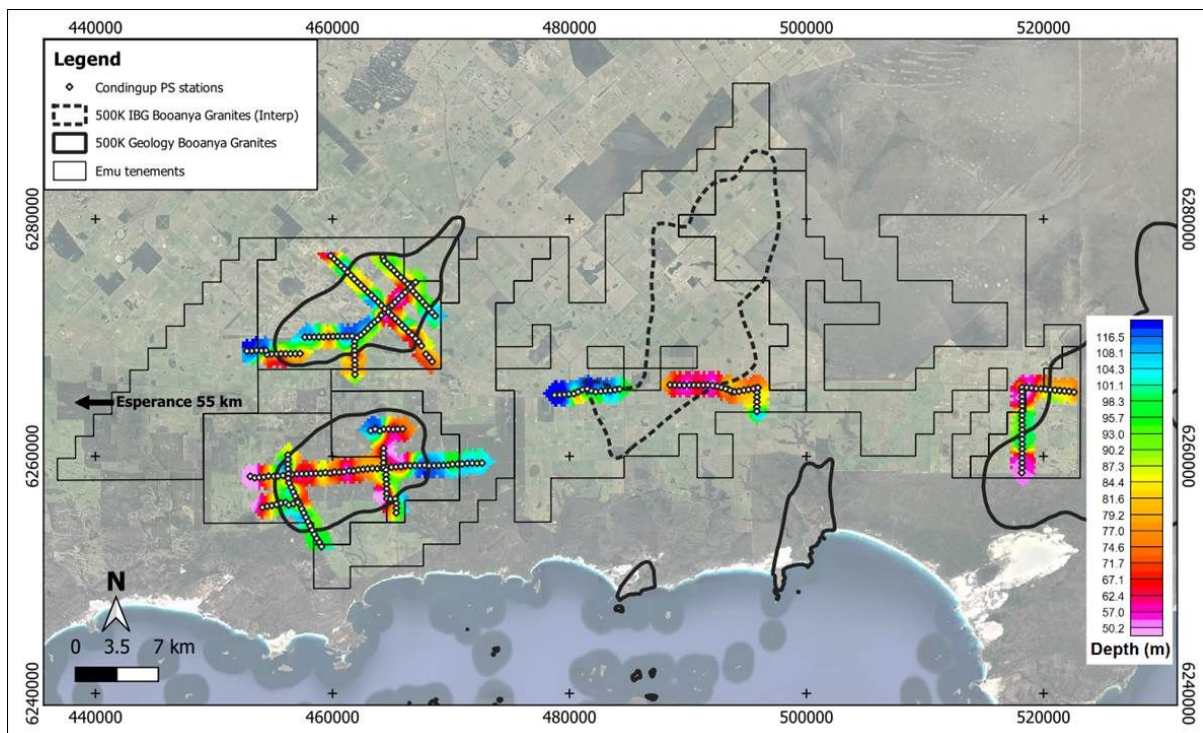 440000 460000 480000 500000 520000
Legend
Condingup PS stations
500K IBG Booanya Granites (Interp)
500K Geology Booanya Granites
Emu tenements
6280000
6280000
Esperance 55 km
6260000
6260000
116.5
108.1
104.3
101.1
98.3
95.7
93.0
90.2
87.3
84.6
81.6
79.2
77.0
74.6
71.7
67.1
62.4
57.0
50.2
Depth (m)
N
0 3.5 7 km
6240000
6240000
440000 460000 480000 500000 520000